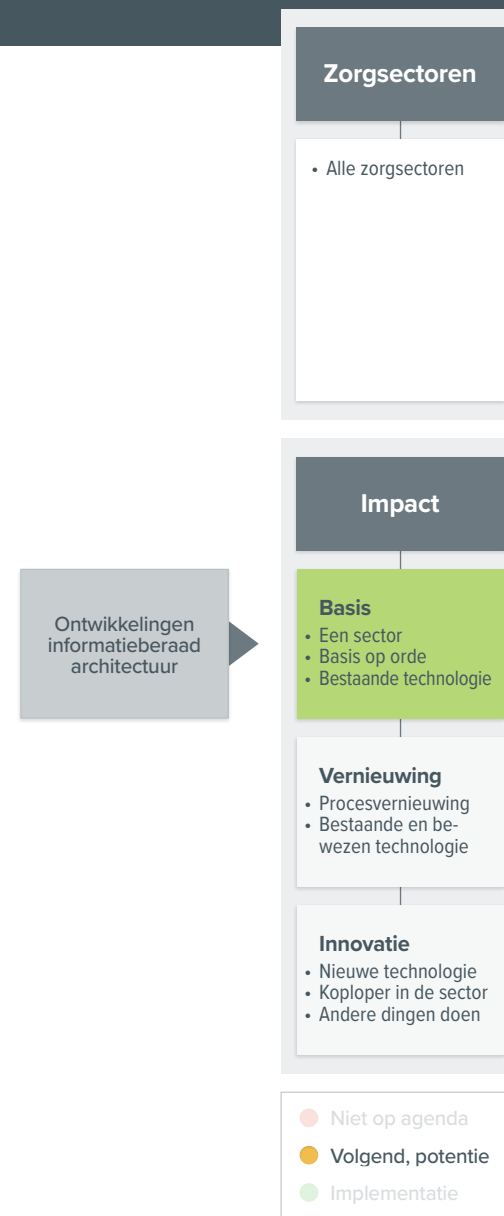 Zorgsectoren
• Alle zorgsectoren
Impact
Ontwikkelingen
informatieberaad
architectuur
Basis
• Een sector
• Basis op orde
• Bestaande technologie
Vernieuwing
• Procesvernieuwing
• Bestaande en be-
wezen technologie
Innovatie
• Nieuwe technologie
• Koploper in de sector
• Andere dingen doen
Niet op agenda
Volgend, potentie
Implementatie